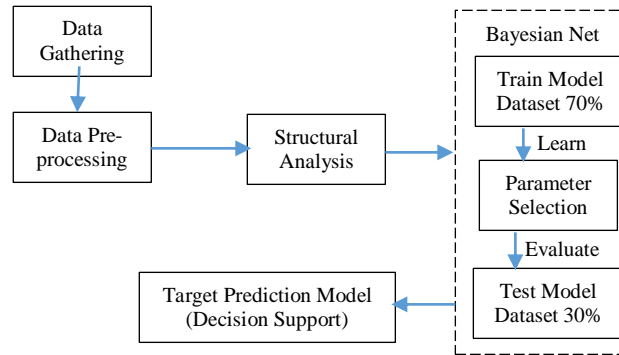 Data
Gathering
Data Pre-
processing
Structural
Analysis
Bayesian Net
Train Model
Dataset 70%
Learn
Parameter
Selection
Evaluate
Test Model
Dataset 30%
Target Prediction Model
(Decision Support)